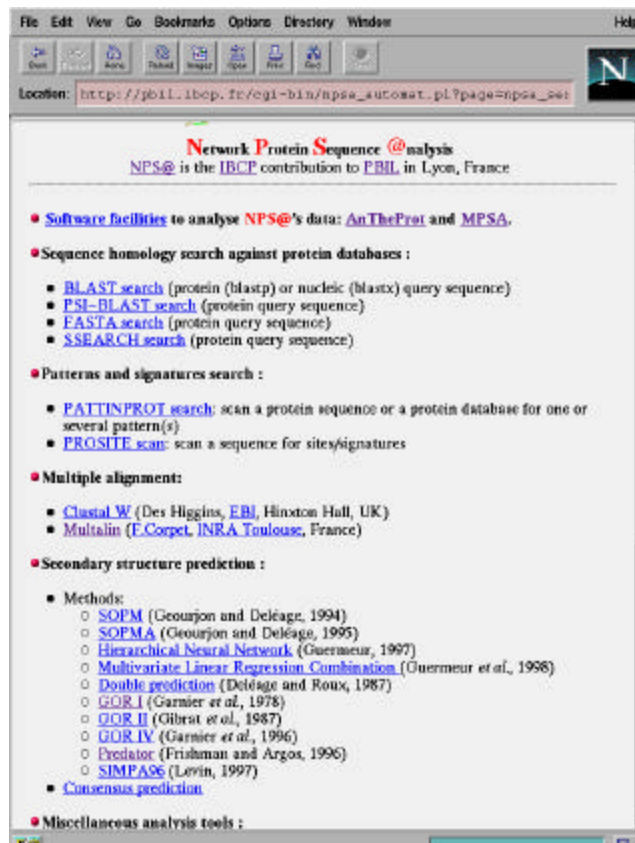 File Edit View Go Bookmarks Options Directory Window Help
Back Home Reload Images Open Print Find
N
Location: http://pbil.ibcp.fr/cgi-bin/npsa_automat.pl?page=npsa_se
Network Protein Sequence @nalysis
NPS@ is the IBCP contribution to PBIL in Lyon, France
Software facilities to analyse NPS@'s data: AnTheProt and MPSA.
Sequence homology search against protein databases :
BLAST search (protein (blastp) or nucleic (blastx) query sequence)
PSI-BLAST search (protein query sequence)
FASTA search (protein query sequence)
SSEARCH search (protein query sequence)
Patterns and signatures search :
PATTINPROT search: scan a protein sequence or a protein database for one or
several pattern(s)
PROSITE scan: scan a sequence for sites/signatures
Multiple alignment:
Clustal W (Des Higgins, EBI, Hinxton Hall, UK)
Multalin (F.Corpet, INRA Toulouse, France)
Secondary structure prediction :
Methods:
SOPM (Geourjon and Deléage, 1994)
SOPMA (Geourjon and Deléage, 1995)
Hierarchical Neural Network (Guermeur, 1997)
Multivariate Linear Regression Combination (Guermeur et al., 1998)
Double prediction (Deléage and Roux, 1987)
GOR I (Garnier et al., 1978)
GOR II (Gibrat et al., 1987)
GOR IV (Garnier et al., 1996)
Predator (Frishman and Argos, 1996)
SIMPA96 (Levin, 1997)
Consensus prediction
Miscellaneous analysis tools :